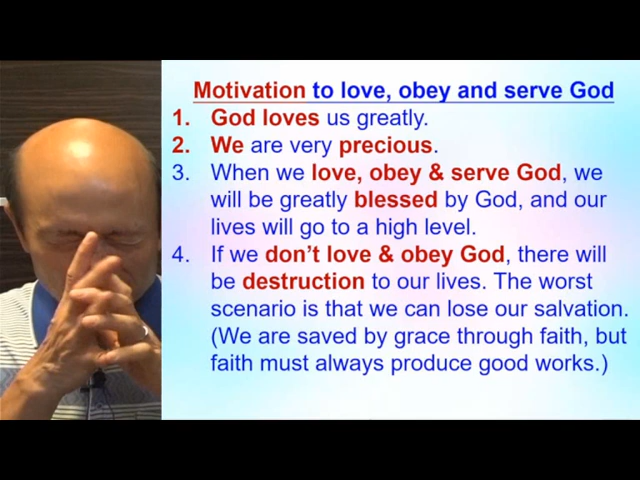 Motivation to love, obey and serve God
1. God loves us greatly.
2. We are very precious.
3. When we love, obey & serve God, we
will be greatly blessed by God, and our
lives will go to a high level.
4. If we don’t love & obey God, there will
be destruction to our lives. The worst
scenario is that we can lose our salvation.
(We are saved by grace through faith, but
faith must always produce good works.)